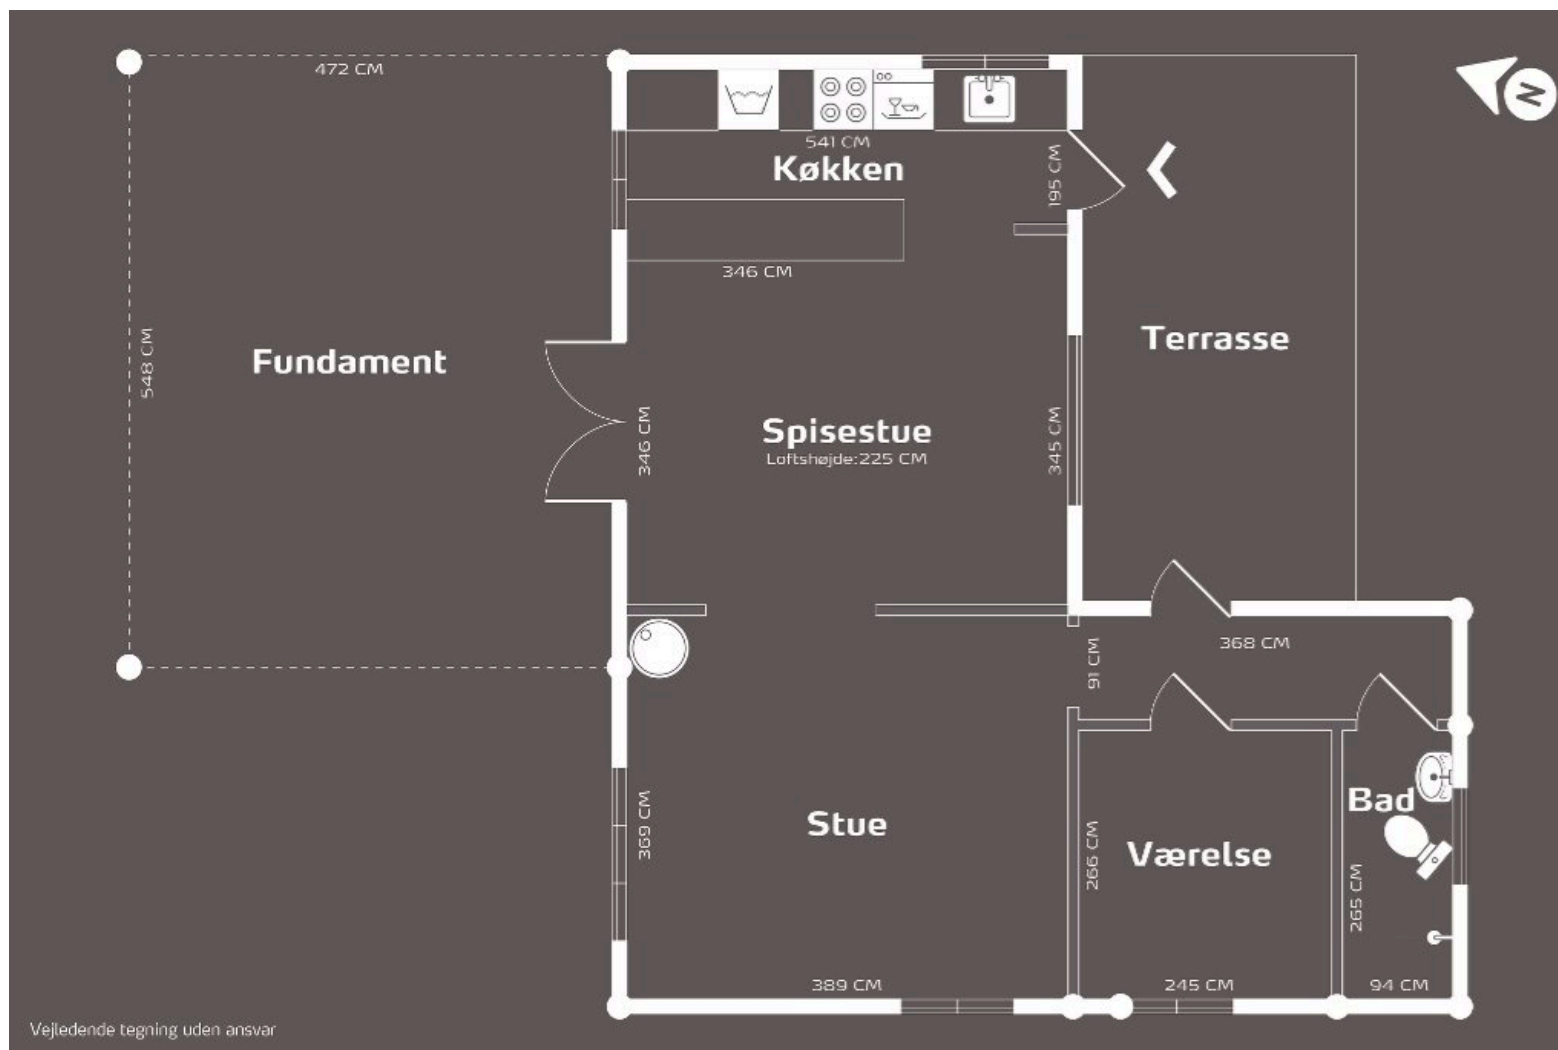 472 CM
N
541 CM
Køkken
195 CM
346 CM
548 CM
Fundament
Terrasse
346 CM
Spisestue
Loftshøjde:225 CM
345 CM
368 CM
91 CM
369 CM
Stue
266 CM
Værelse
Bad
265 CM
389 CM
245 CM
94 CM
Vejledende tegning uden ansvar